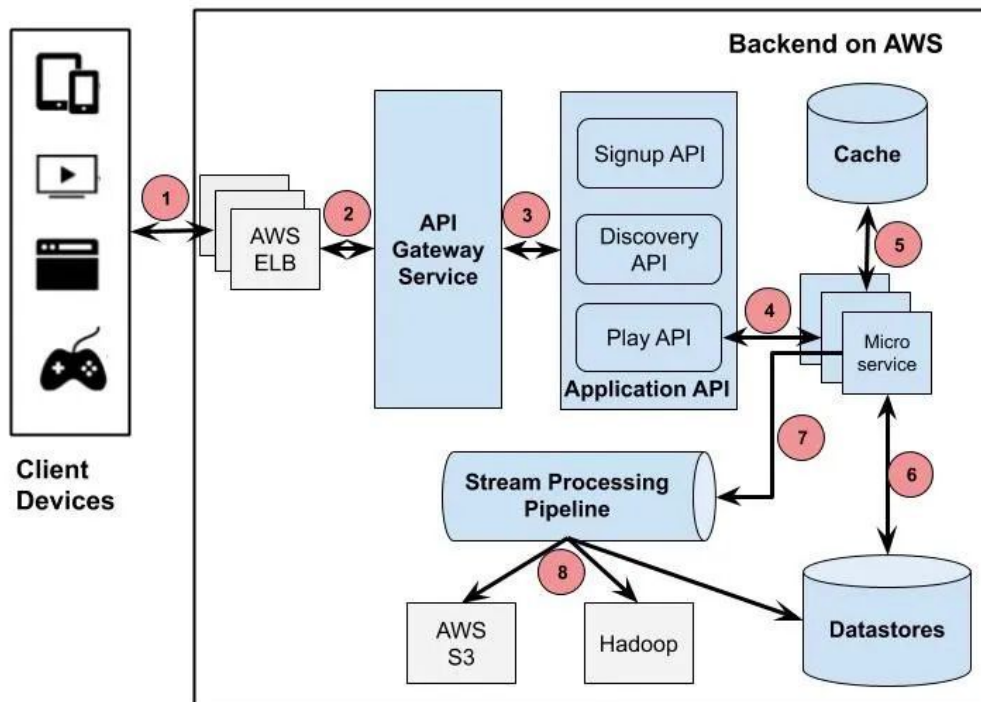 Backend on AWS
Client
Devices
1
AWS
ELB
2
API
Gateway
Service
3
Signup API
Discovery
API
Play API
Application API
4
Cache
5
Micro
service
6
7
Stream Processing
Pipeline
8
AWS
S3
Hadoop
Datastores